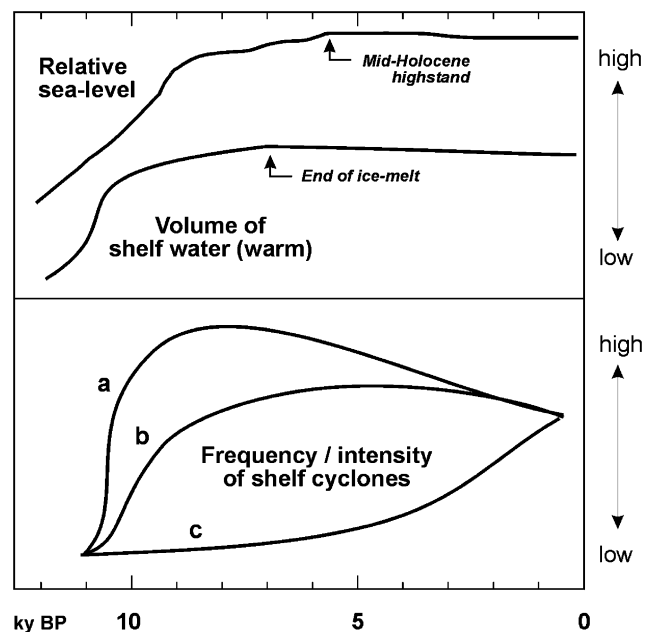 Relative
sea-level
Mid-Holocene
highstand
high
End of ice-melt
Volume of
shelf water (warm)
low
high
a
b
Frequency / intensity
of shelf cyclones
c
low
ky BP 10 5 0